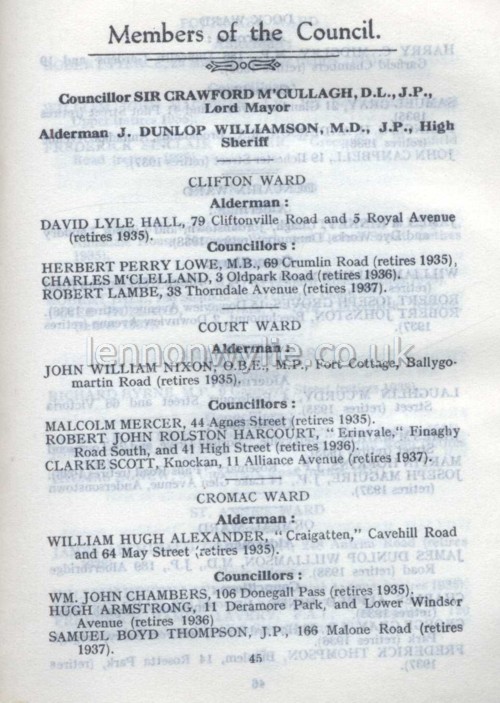 Members of the Council.
Councillor SIR CRAWFORD M'CULLAGH, D.L., J.P.,
Lord Mayor
Alderman J. DUNLOP WILLIAMSON, M.D., J.P., High
Sheriff
CLIFTON WARD
Alderman :
DAVID LYLE HALL, 79 Cliftonville Road and 5 Royal Avenue
(retires 1935).
Councillors :
HERBERT PERRY LOWE, M.B., 69 Crumlin Road (retires 1935),
CHARLES M'CLELLAND, 3 Oldpark Road (retires 1936).
ROBERT LAMBE, 38 Thorndale Avenue (retires 1937).
COURT WARD
lennonwylie.co.uk
Alderman :
JOHN WILLIAM NIXON, O.B.E., M.P., Fort Cottage, Ballygo-
martin Road (retires 1935).
Councillors :
MALCOLM MERCER, 44 Agnes Street (retires 1935).
ROBERT JOHN ROLSTON HARCOURT, "Erinvale," Finaghy
Road South, and 41 High Street (retires 1936).
CLARKE SCOTT, Knockan, 11 Alliance Avenue (retires 1937).
CROMAC WARD
Alderman :
WILLIAM HUGH ALEXANDER, "Craigatten," Cavehill Road
and 64 May Street (retires 1935).
Councillors :
WM. JOHN CHAMBERS, 106 Donegall Pass (retires 1935).
HUGH ARMSTRONG, 11 Deramore Park, and Lower Windsor
Avenue (retires 1936)
SAMUEL BOYD THOMPSON, J.P., 166 Malone Road (retires
1937).
45